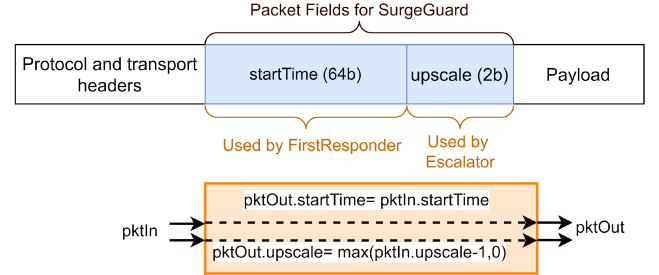 Packet Fields for SurgeGuard
Protocol and transport
headers
startTime (64b)
upscale (2b)
Payload
Used by FirstResponder
Used by
Escalator
pktOut.startTime= pktIn.startTime
pktIn
pktOut
pktOut.upscale= max(pktIn.upscale-1,0)